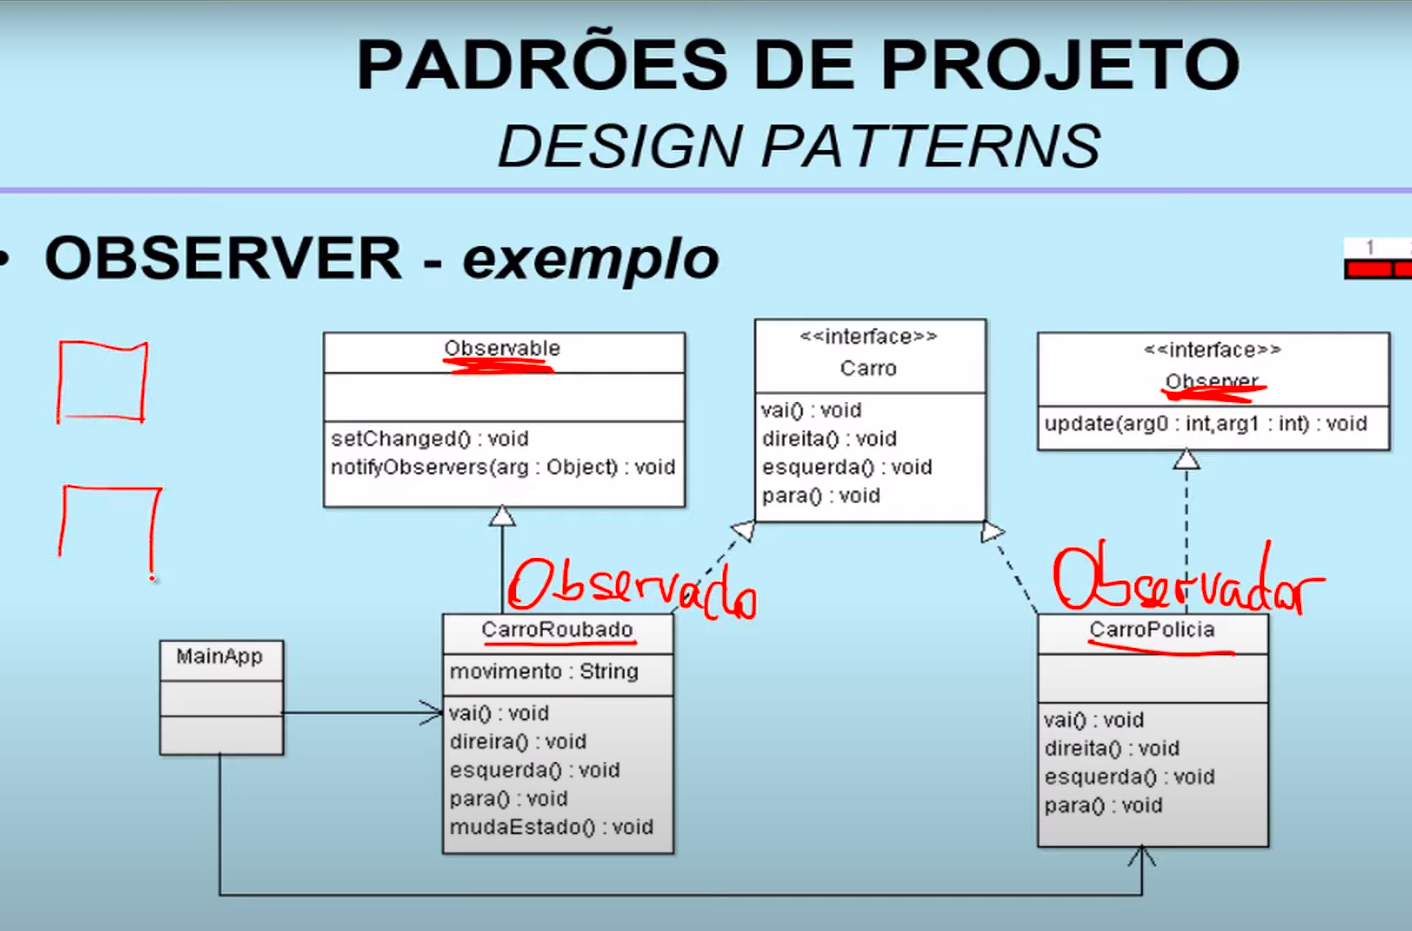 PADRÕES DE PROJETO
DESIGN PATTERNS
• OBSERVER - exemplo
1
Observable
setChanged() : void
notifyObservers(arg : Object) : void
<<interface>>
Carro
vai() : void
direita() : void
esquerda() : void
para() : void
<<interface>>
Observer
update(arg0 : int,arg1 : int) : void
Observado
Observador
MainApp
CarroRoubado
movimento : String
vai() : void
direira() : void
esquerda() : void
para() : void
mudaEstado() : void
CarroPolicia
vai() : void
direita() : void
esquerda() : void
para() : void